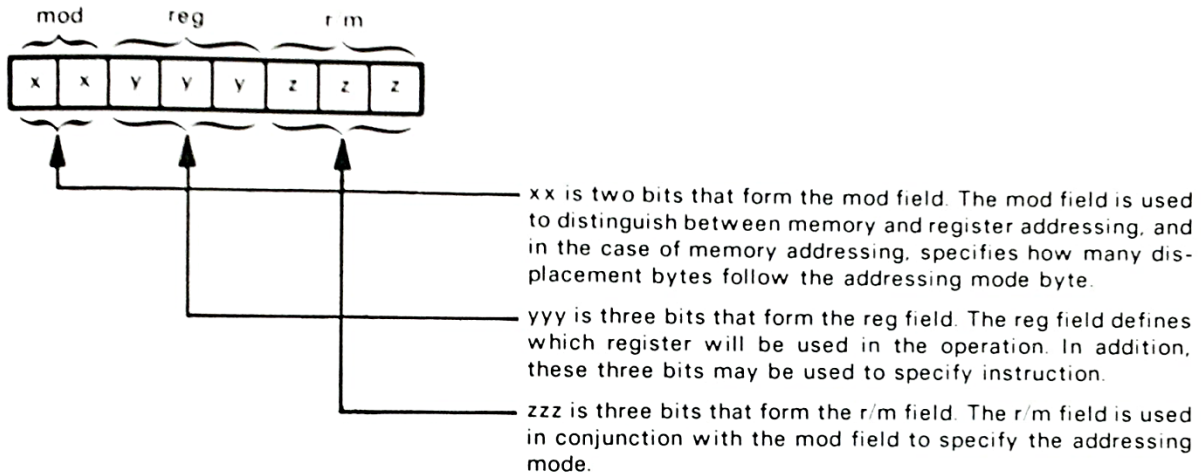 mod reg r/m
x x y y y z z z
xx is two bits that form the mod field. The mod field is used
to distinguish between memory and register addressing, and
in the case of memory addressing, specifies how many dis-
placement bytes follow the addressing mode byte.
yyy is three bits that form the reg field. The reg field defines
which register will be used in the operation. In addition,
these three bits may be used to specify instruction.
zzz is three bits that form the r/m field. The r/m field is used
in conjunction with the mod field to specify the addressing
mode.